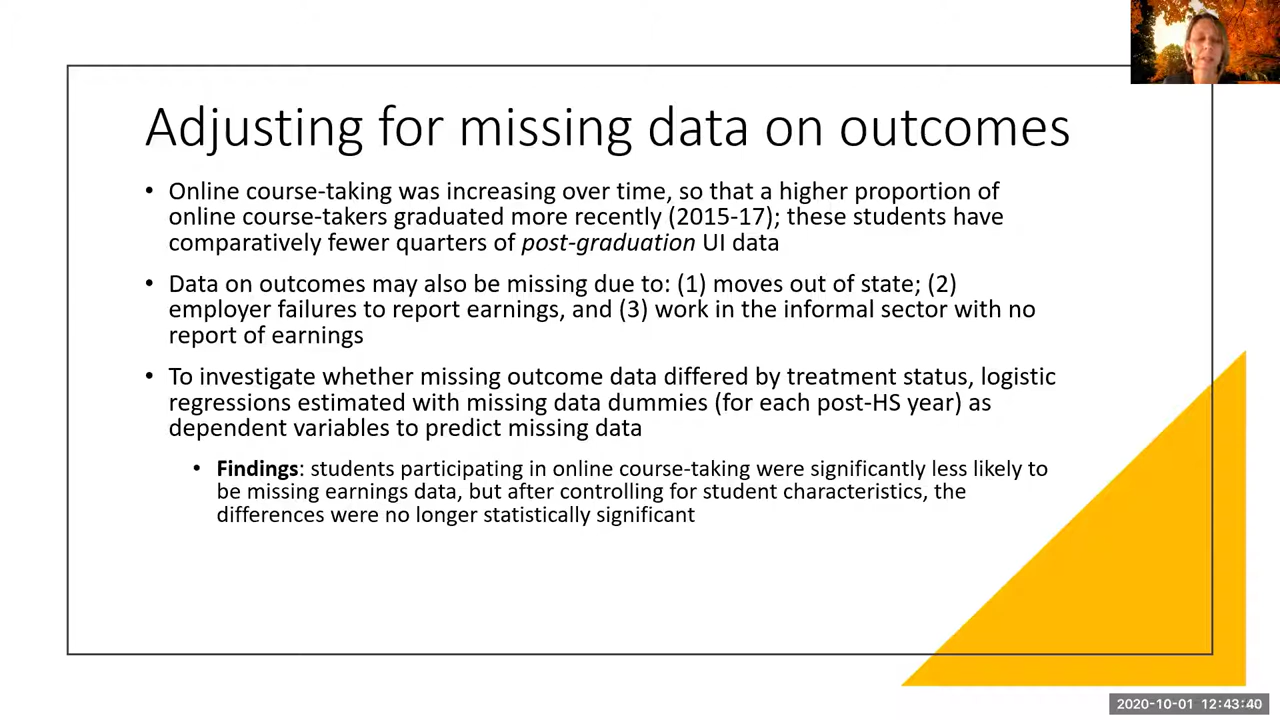 Adjusting for missing data on outcomes
• Online course-taking was increasing over time, so that a higher proportion of
online course-takers graduated more recently (2015-17); these students have
comparatively fewer quarters of post-graduation UI data
• Data on outcomes may also be missing due to: (1) moves out of state; (2)
employer failures to report earnings, and (3) work in the informal sector with no
report of earnings
• To investigate whether missing outcome data differed by treatment status, logistic
regressions estimated with missing data dummies (for each post-HS year) as
dependent variables to predict missing data
• Findings: students participating in online course-taking were significantly less likely to
be missing earnings data, but after controlling for student characteristics, the
differences were no longer statistically significant
2020-10-01 12:43:40